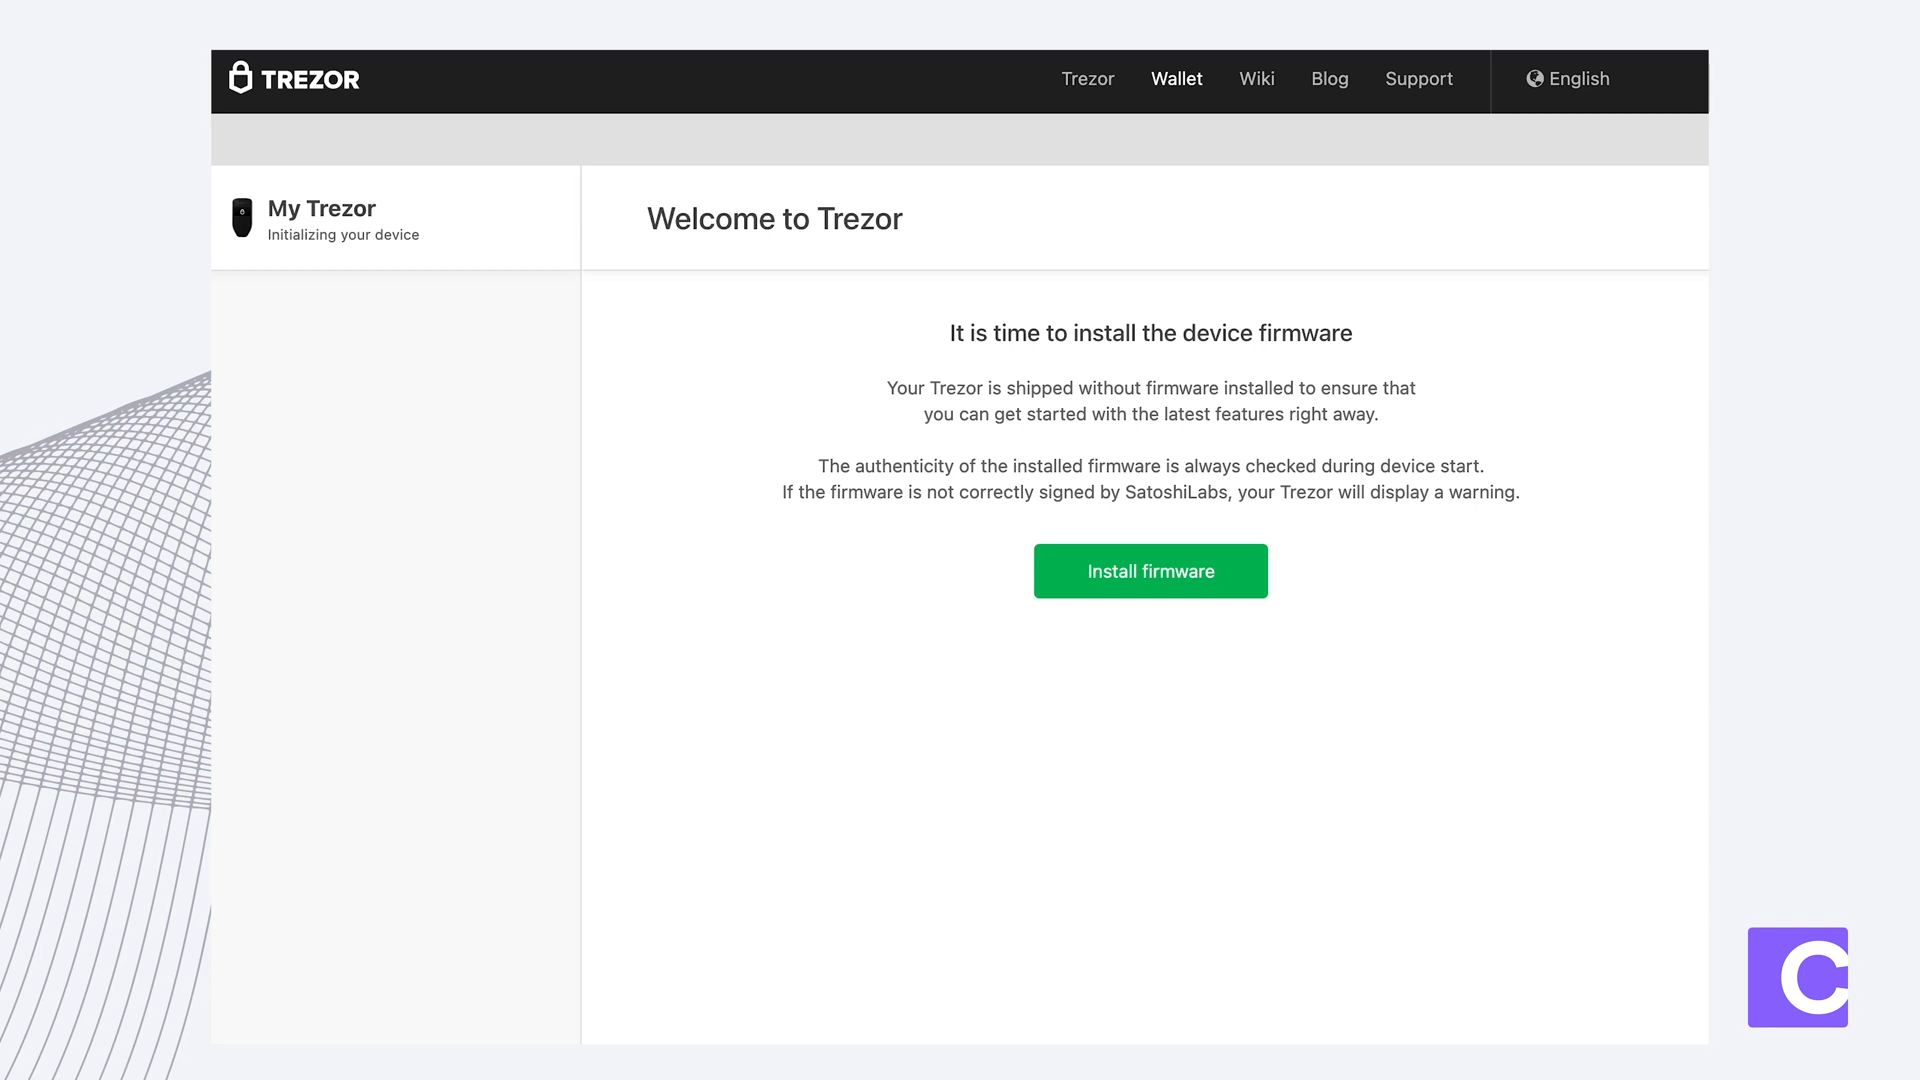 TREZOR
Trezor Wallet Wiki Blog Support English
My Trezor
Initializing your device
Welcome to Trezor
It is time to install the device firmware
Your Trezor is shipped without firmware installed to ensure that
you can get started with the latest features right away.
The authenticity of the installed firmware is always checked during device start.
If the firmware is not correctly signed by SatoshiLabs, your Trezor will display a warning.
Install firmware
C